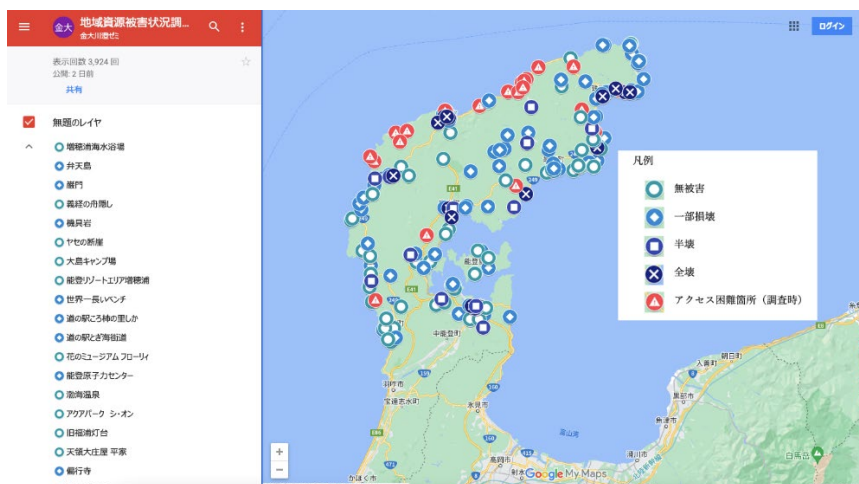 金大
地域資源被害状況調...
金大川澄ゼミ
表示回数 3,924 回
公開: 2 日前
共有
無題のレイヤ
増穂浦海水浴場
弁天島
巌門
義経の舟隠し
機具岩
ヤセの断崖
大島キャンプ場
能登リゾートエリア増穂浦
世界一長いベンチ
道の駅ころ柿の里しか
道の駅とぎ海街道
花のミュージアム フローリィ
能登原子力センター
渤海温泉
アクアパーク シ・オン
旧福浦灯台
天領大庄屋 平家
ログイン
凡例
無被害
一部損壊
半壊
全壊
アクセス困難箇所（調査時）
E41
249
E41
中能登町
羽咋市
宝達志水町
氷見市
富山湾
高岡市
射水
滑川市
魚津市
黒部市
入善町
朝日町
白馬岳
かほく市
Google My Maps